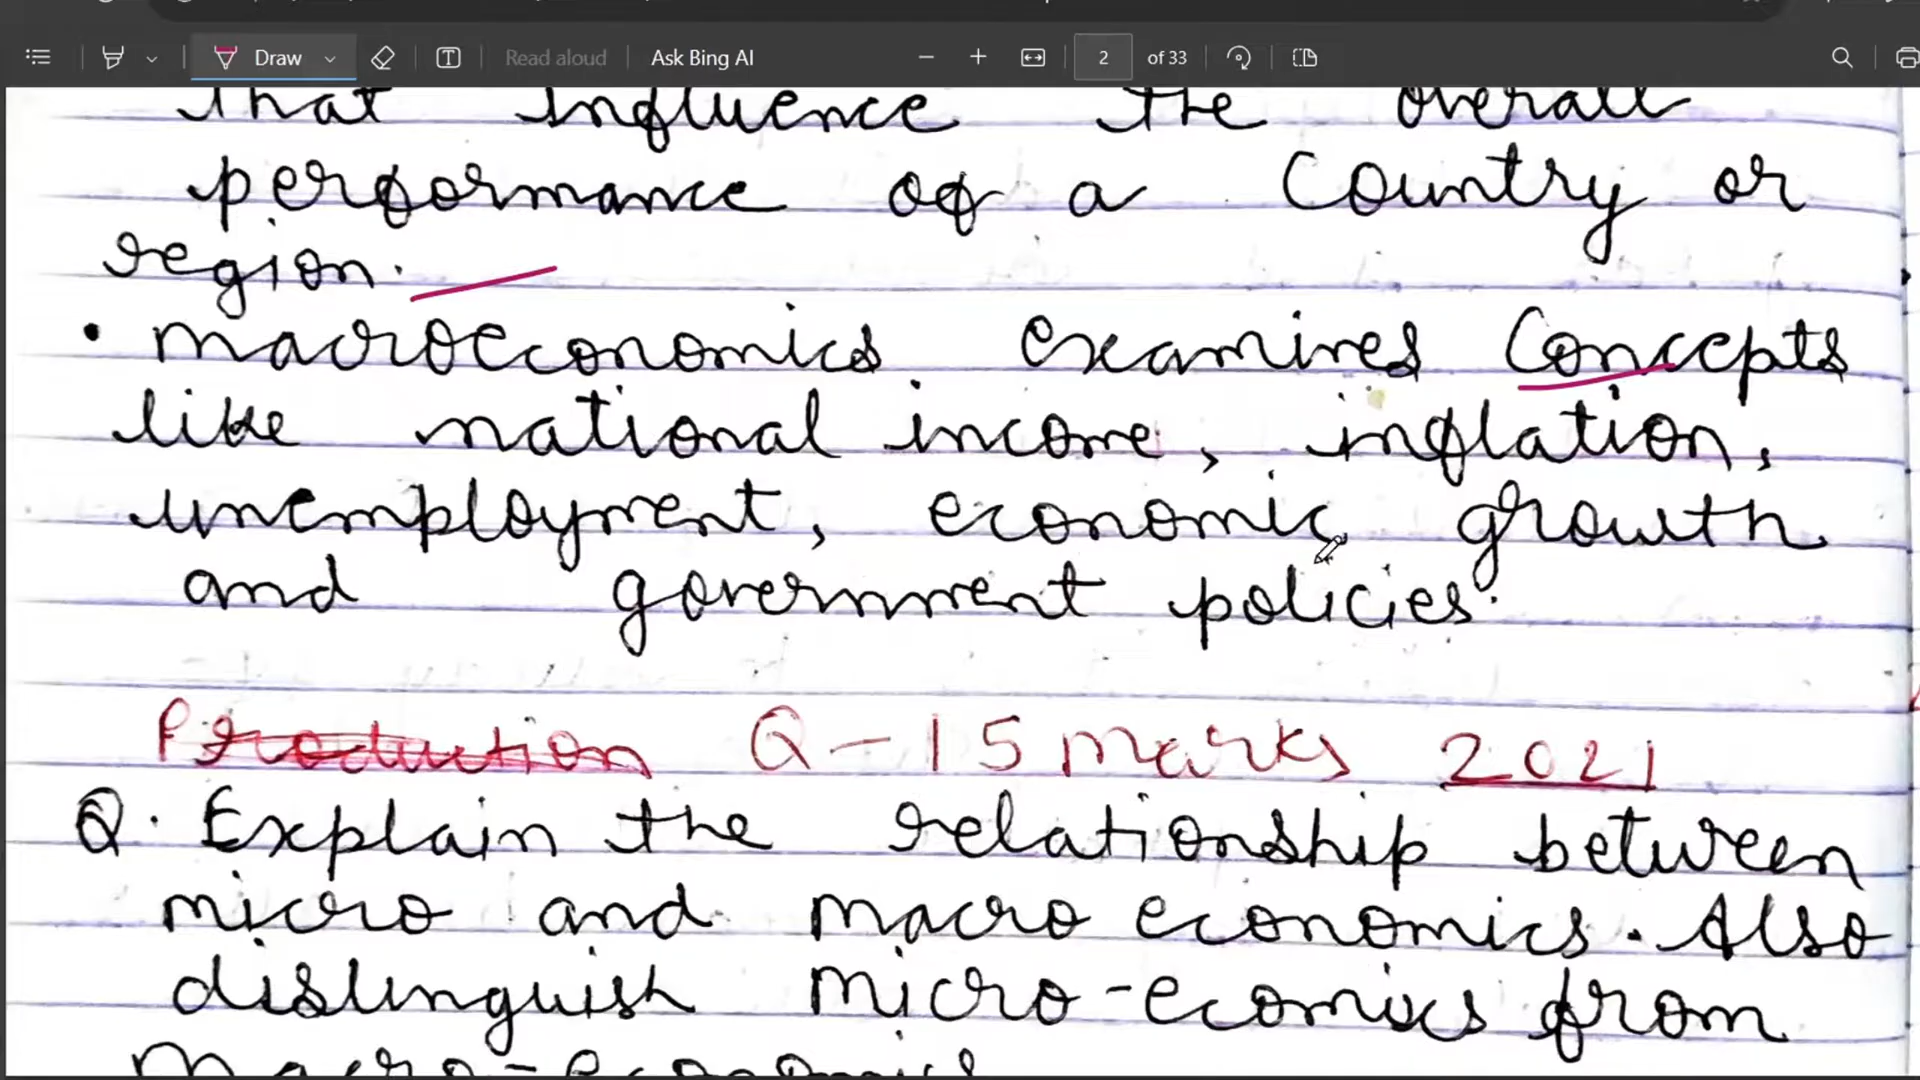 Draw
Read aloud
Ask Bing AI
2 of 33
that influence the overall
performance of a Country or
region.
• macroeconomics examines Concepts
like national income, inflation,
unemployment, economic growth
and government policies.
Production Q - 15 marks 2021
Q. Explain the relationship between
micro and macro economics. Also
distinguish micro-ecomics from
macro-economics